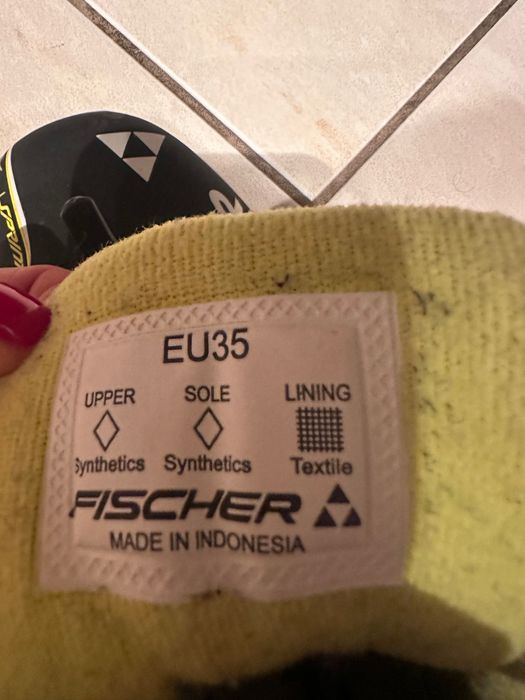 EU35
UPPER SOLE LINING
Synthetics Synthetics Textile
FISCHER
MADE IN INDONESIA